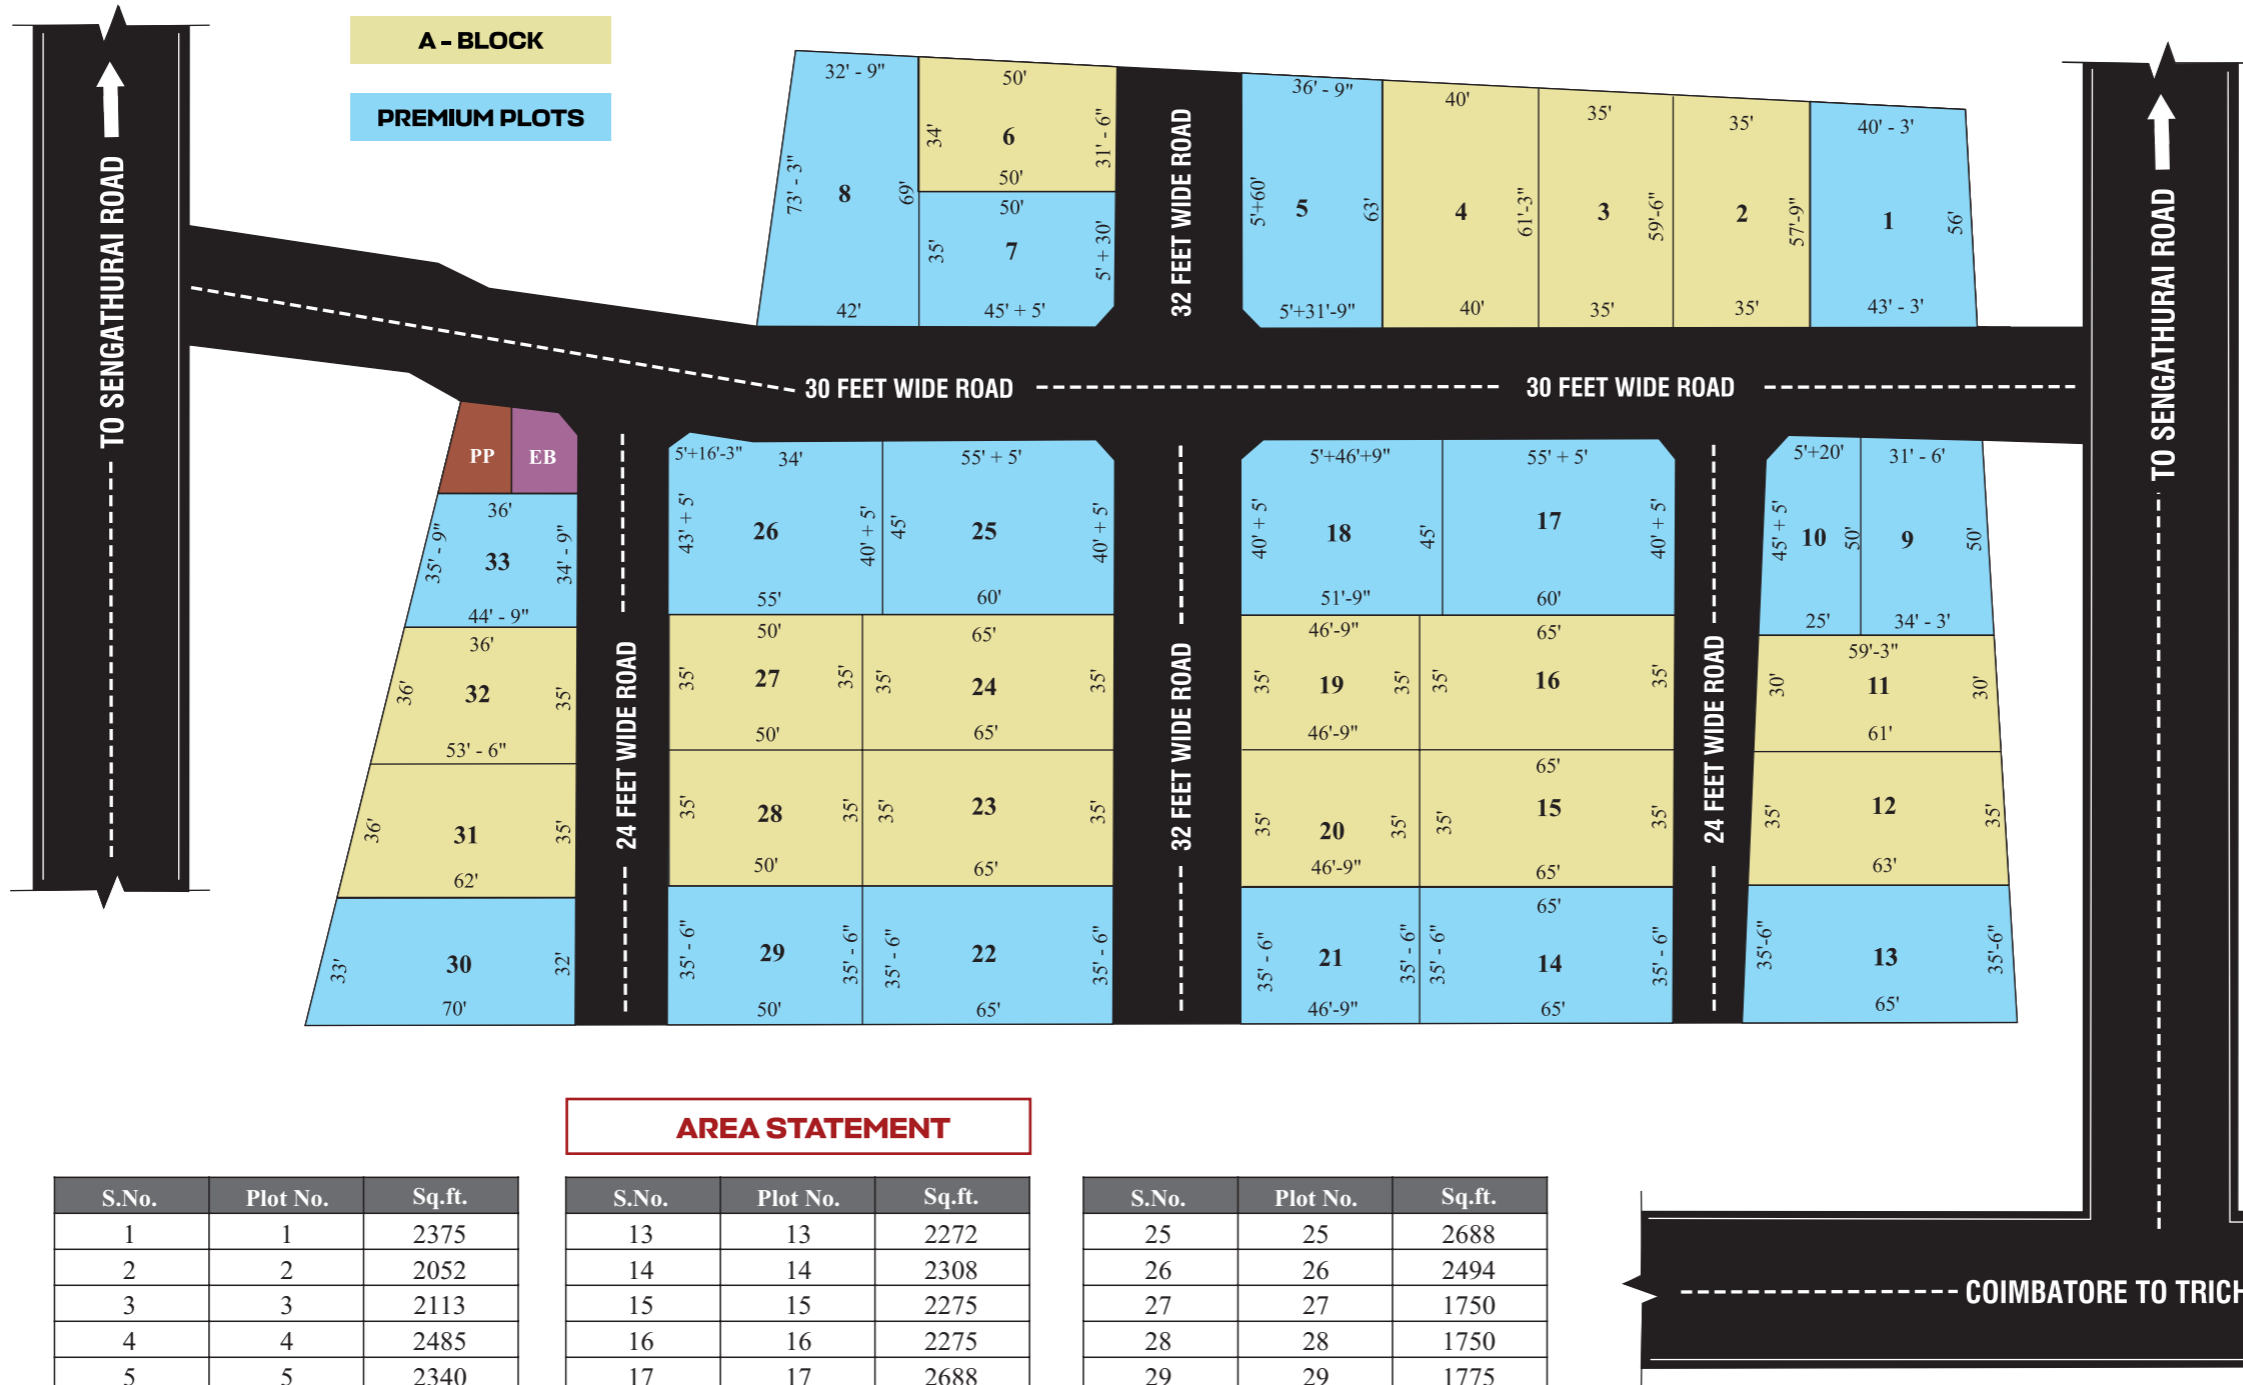 A - BLOCK
PREMIUM PLOTS
TO SENGATHURAI ROAD
TO SENGATHURAI ROAD
32' - 9"
73' - 3"
8
69'
42'
50'
34'
6
31' - 6"
50'
50'
35'
7
5' + 30'
45' + 5'
32 FEET WIDE ROAD
36' - 9"
5'+60'
5
63'
5'+31'-9"
40'
4
61'-3"
40'
35'
3
59'-6"
35'
35'
2
57'-9"
35'
40' - 3'
1
56'
43' - 3'
30 FEET WIDE ROAD
30 FEET WIDE ROAD
PP
EB
36'
35' - 9"
33
34' - 9"
44' - 9"
36'
36'
32
35'
53' - 6"
36'
31
35'
62'
33'
30
32'
70'
24 FEET WIDE ROAD
5'+16'-3"
34'
43' + 5'
26
40' + 5'
55'
55' + 5'
45'
25
40' + 5'
60'
50'
35'
27
35'
50'
65'
35'
24
35'
65'
35'
28
35'
50'
35'
23
35'
65'
35' - 6"
29
35' - 6"
50'
35' - 6"
22
35' - 6"
65'
32 FEET WIDE ROAD
5'+46'+9"
40' + 5'
18
45'
51'-9"
55' + 5'
17
40' + 5'
60'
46'-9"
35'
19
35'
46'-9"
65'
35'
16
35'
35'
20
35'
46'-9"
65'
35'
15
35'
65'
35' - 6"
21
35' - 6"
46'-9"
65'
35' - 6"
14
35' - 6"
65'
24 FEET WIDE ROAD
5'+20'
45' + 5'
10
50'
25'
31' - 6'
9
50'
34' - 3'
59'-3"
30'
11
30'
61'
35'
12
35'
63'
35'-6"
13
35'-6"
65'
AREA STATEMENT
S.No. Plot No. Sq.ft.
1 1 2375
2 2 2052
3 3 2113
4 4 2485
5 5 2340
S.No. Plot No. Sq.ft.
13 13 2272
14 14 2308
15 15 2275
16 16 2275
17 17 2688
S.No. Plot No. Sq.ft.
25 25 2688
26 26 2494
27 27 1750
28 28 1750
29 29 1775
COIMBATORE TO TRICH